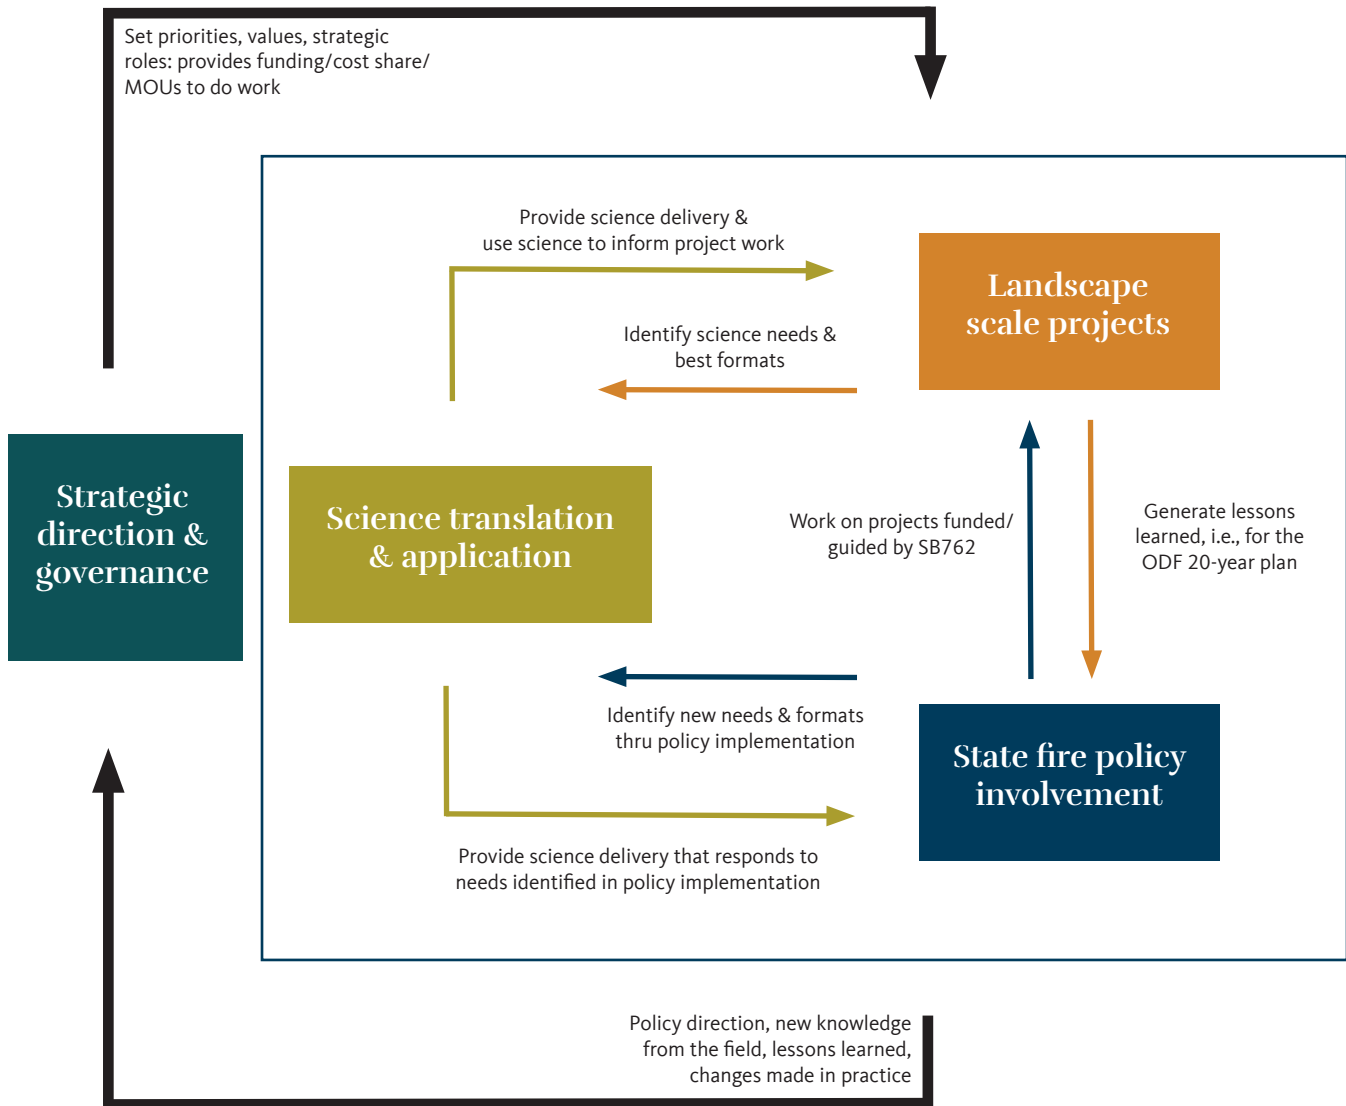 Set priorities, values, strategic
roles: provides funding/cost share/
MOUs to do work
Provide science delivery &
use science to inform project work
Landscape
scale projects
Identify science needs &
best formats
Strategic
direction &
governance
Science translation
& application
Work on projects funded/
guided by SB762
Generate lessons
learned, i.e., for the
ODF 20-year plan
Identify new needs & formats
thru policy implementation
State fire policy
involvement
Provide science delivery that responds to
needs identified in policy implementation
Policy direction, new knowledge
from the field, lessons learned,
changes made in practice